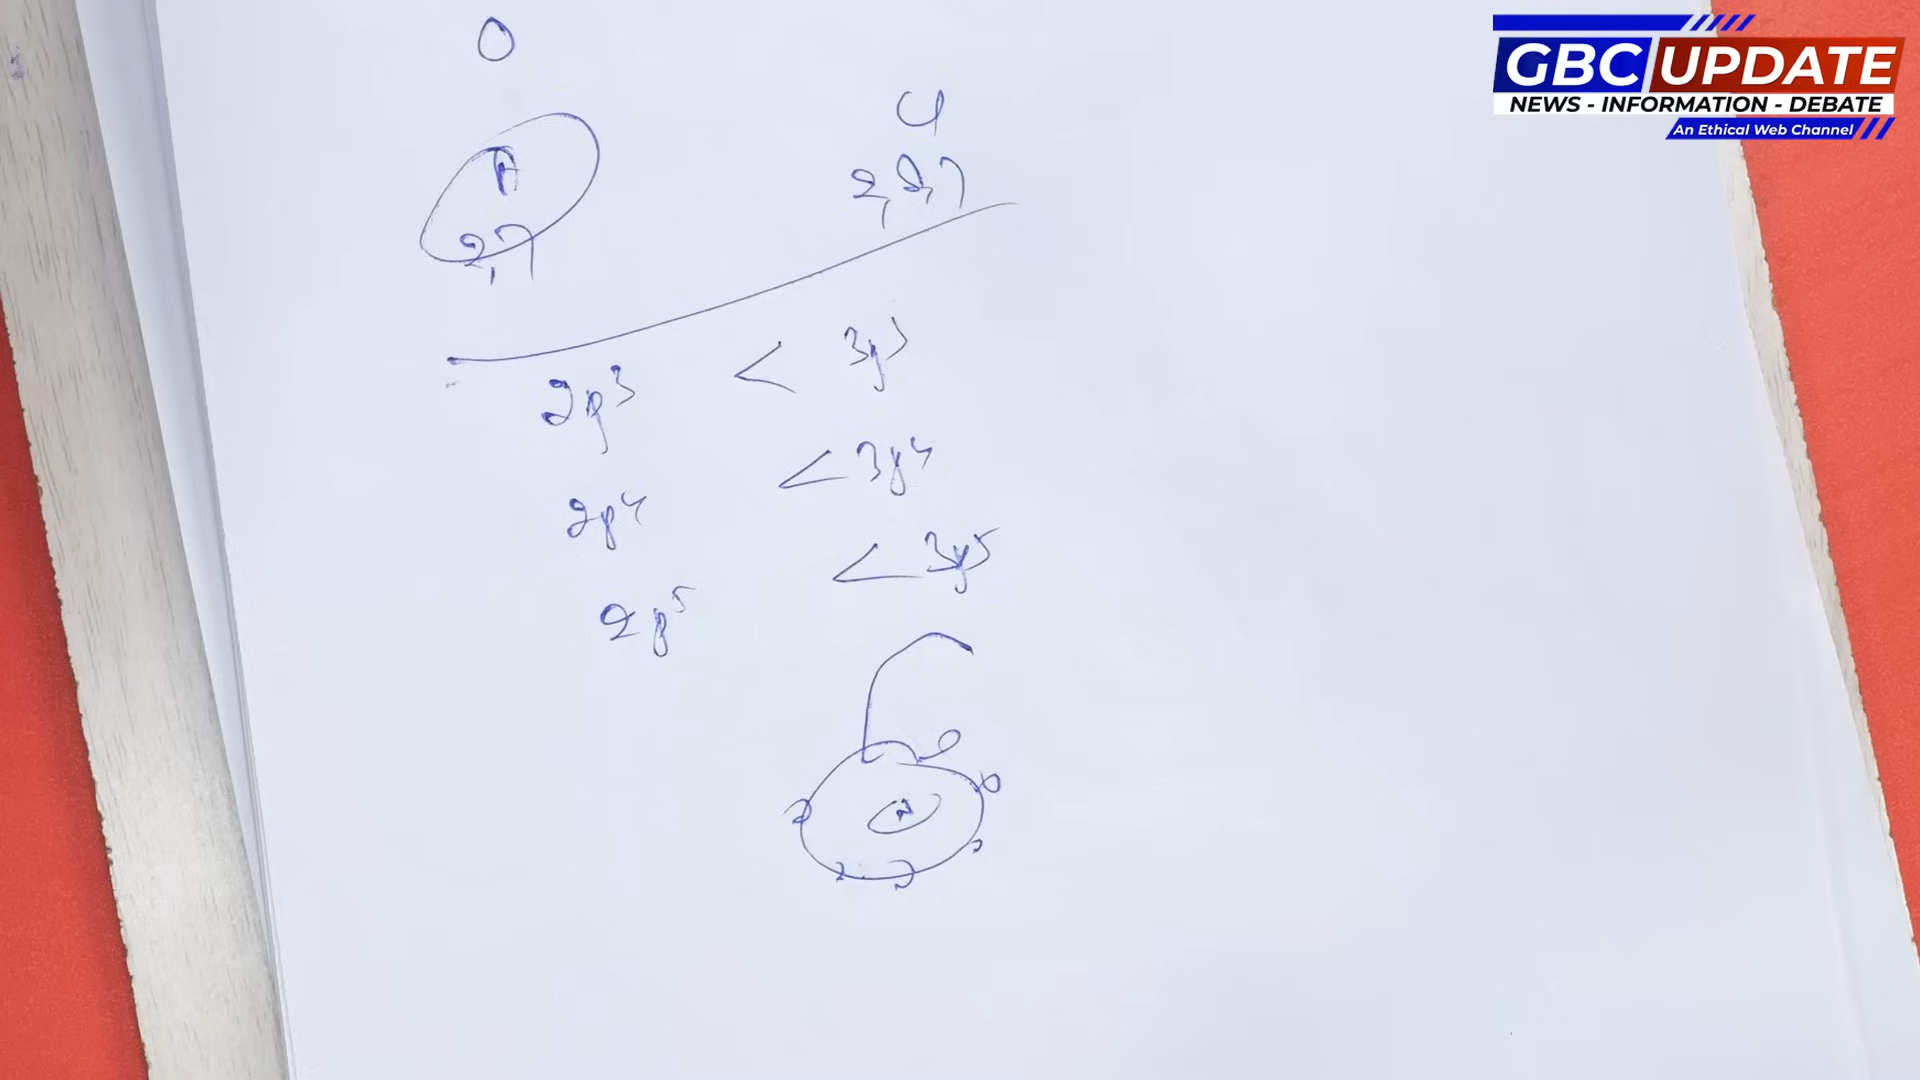 GBC UPDATE
NEWS - INFORMATION - DEBATE
An Ethical Web Channel
O
F
Cl
2,7
2,8,7
2p³ < 3p³
2p⁴ < 3p⁴
2p⁵ < 3p⁵